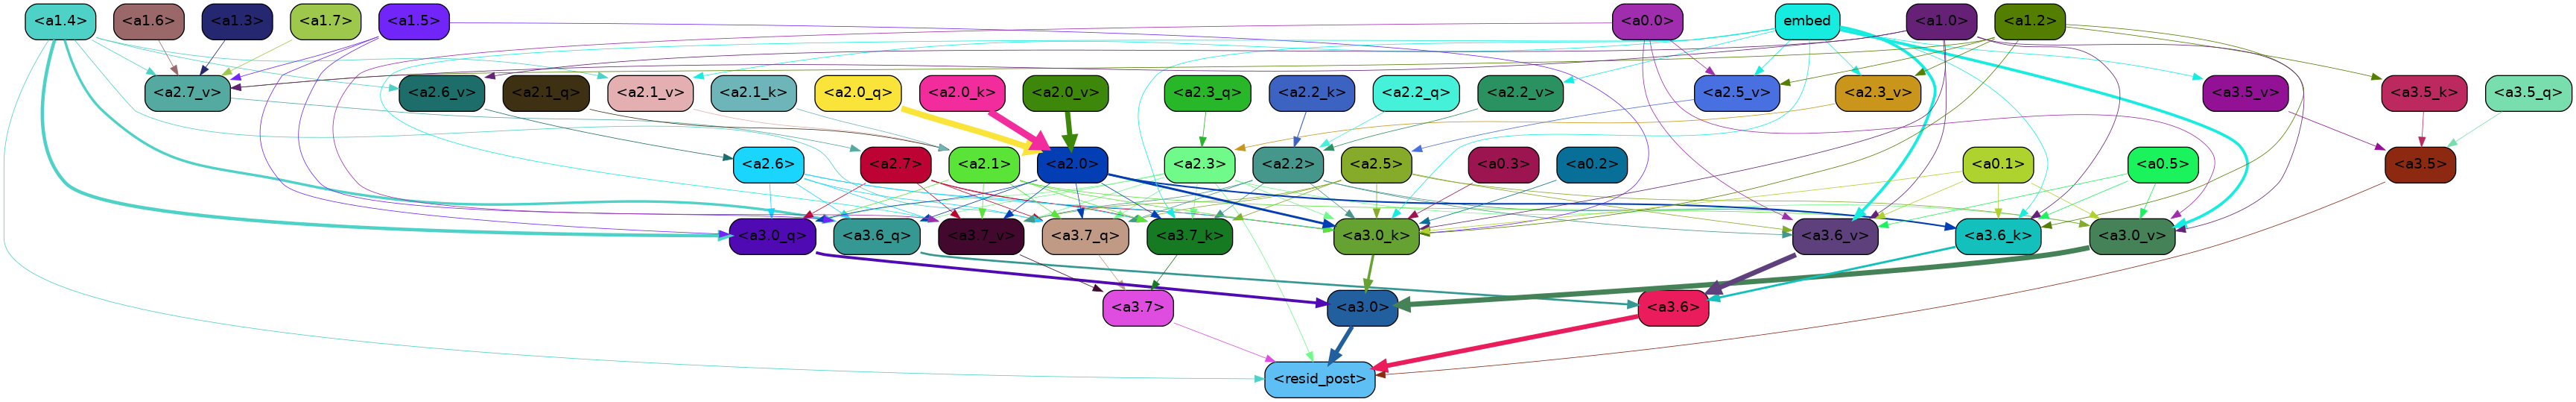 <a1.4> <a1.6> <a1.3> <a1.7> <a1.5> <a0.0> embed <a1.0> <a1.2>
<a2.7_v> <a2.6_v> <a2.1_q> <a2.1_v> <a2.1_k> <a2.0_q> <a2.0_k> <a2.0_v> <a2.3_q> <a2.2_k> <a2.2_q> <a2.2_v> <a2.5_v> <a2.3_v> <a3.5_v> <a3.5_k> <a3.5_q>
<a2.6> <a2.7> <a2.1> <a2.0> <a2.3> <a2.2> <a2.5> <a0.3> <a0.2> <a0.1> <a0.5> <a3.5>
<a3.0_q> <a3.6_q> <a3.7_v> <a3.7_q> <a3.7_k> <a3.0_k> <a3.6_v> <a3.6_k> <a3.0_v>
<a3.7> <a3.0> <a3.6>
<resid_post>